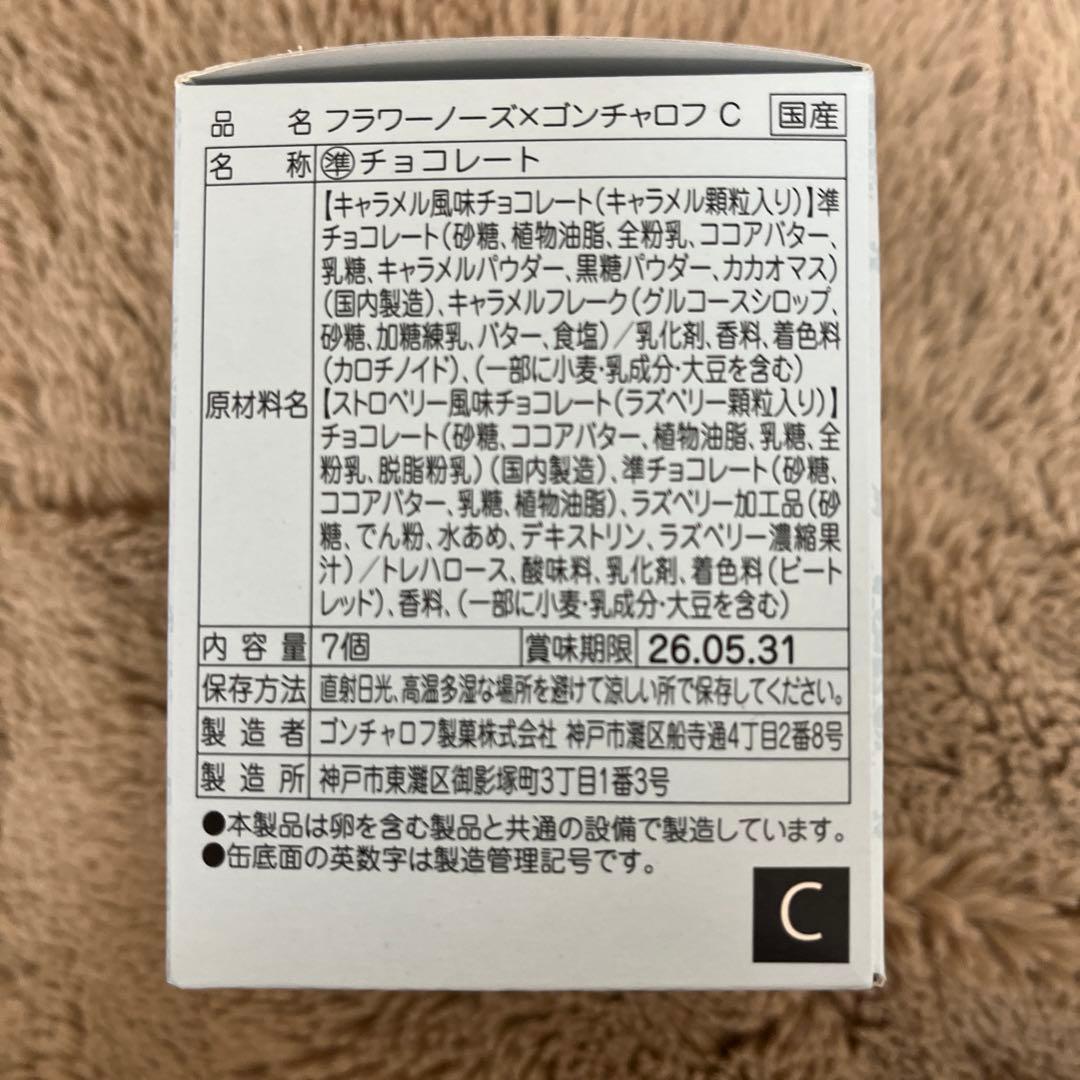 品名 フラワーノーズ×ゴンチャロフ C 国産
名称 準チョコレート
原材料名
【キャラメル風味チョコレート(キャラメル顆粒入り)】準
チョコレート(砂糖、植物油脂、全粉乳、ココアバター、
乳糖、キャラメルパウダー、黒糖パウダー、カカオマス)
(国内製造)、キャラメルフレーク(グルコースシロップ、
砂糖、加糖練乳、バター、食塩)/乳化剤、香料、着色料
(カロチノイド)、(一部に小麦・乳成分・大豆を含む)
【ストロベリー風味チョコレート(ラズベリー顆粒入り)】
チョコレート(砂糖、ココアバター、植物油脂、乳糖、全
粉乳、脱脂粉乳)(国内製造)、準チョコレート(砂糖、
ココアバター、乳糖、植物油脂)、ラズベリー加工品(砂
糖、でん粉、水あめ、デキストリン、ラズベリー濃縮果
汁)/トレハロース、酸味料、乳化剤、着色料(ビート
レッド)、香料、(一部に小麦・乳成分・大豆を含む)
内容量 7個 賞味期限 26.05.31
保存方法 直射日光、高温多湿な場所を避けて涼しい所で保存してください。
製造者 ゴンチャロフ製菓株式会社 神戸市灘区船寺通4丁目2番8号
製造所 神戸市東灘区御影塚町3丁目1番3号
●本製品は卵を含む製品と共通の設備で製造しています。
●缶底面の英数字は製造管理記号です。
C